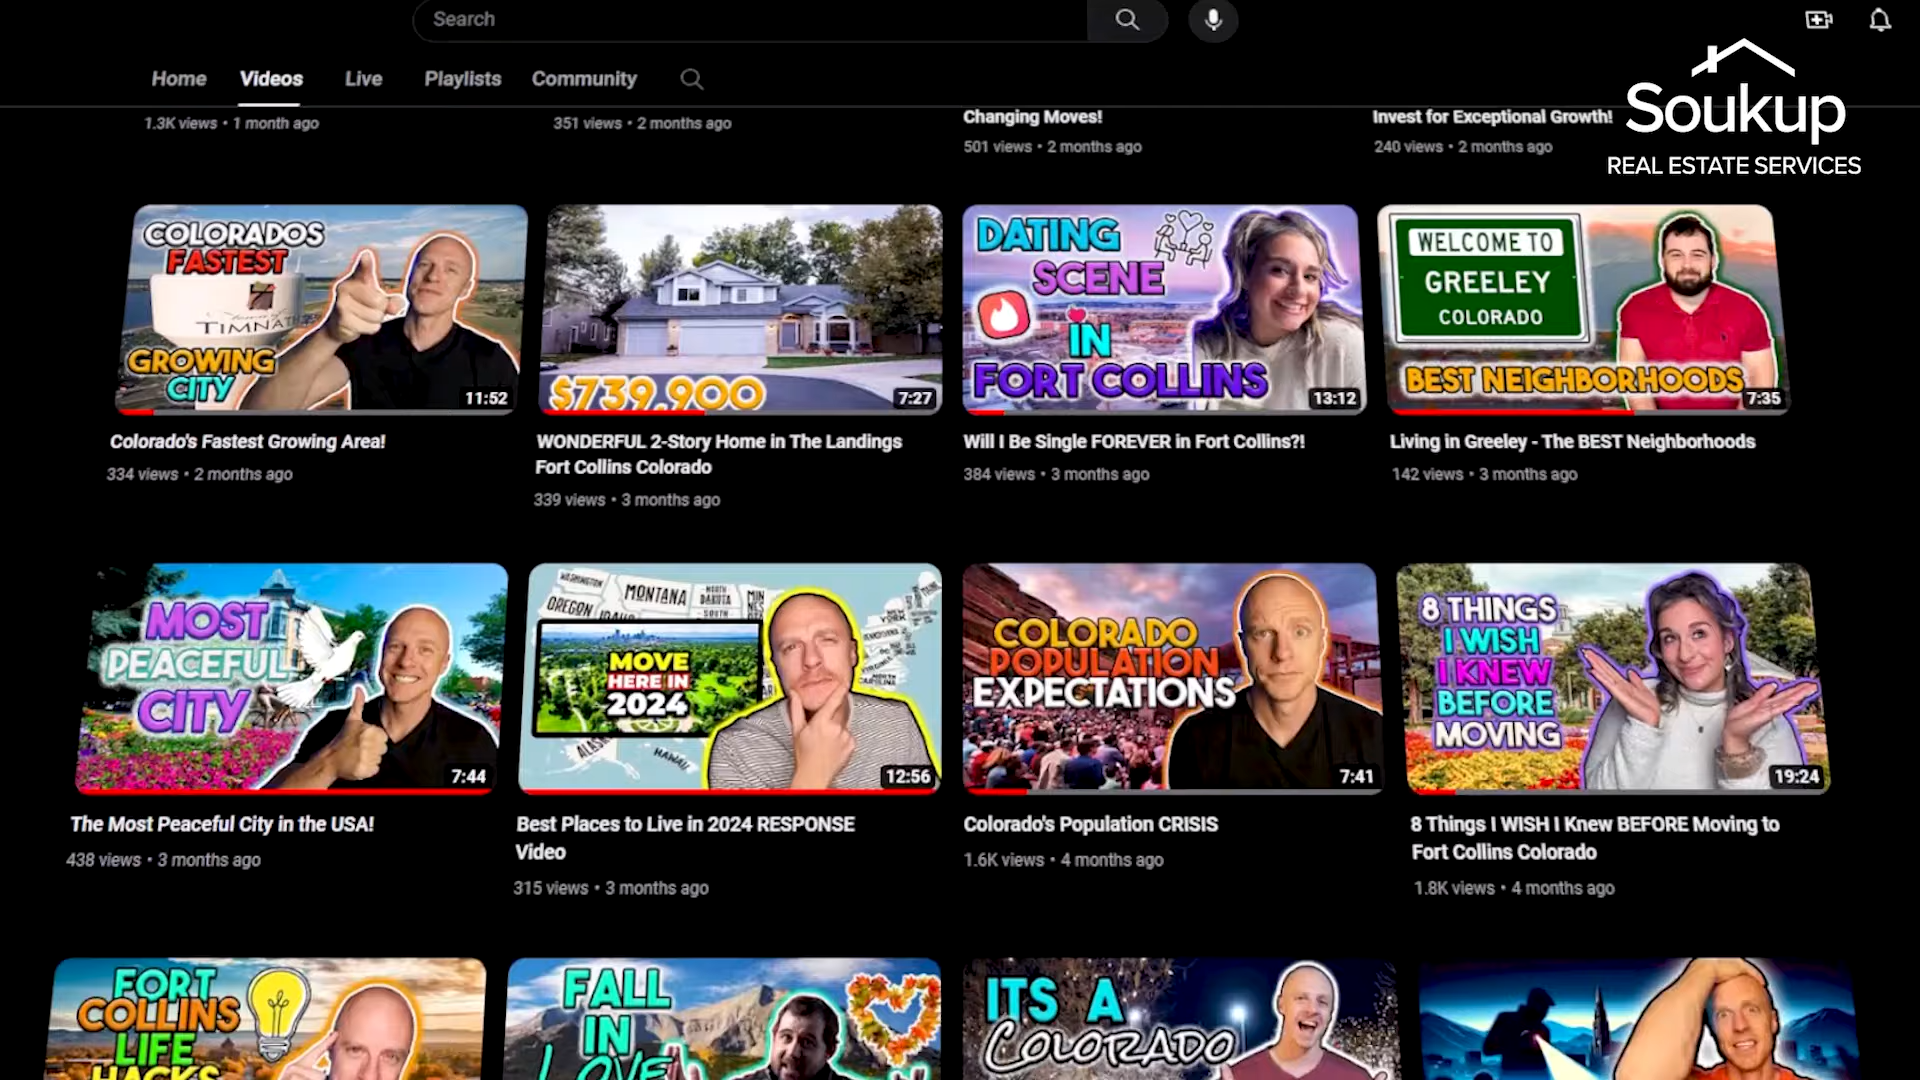 Search
Home
Videos
Live
Playlists
Community
Soukup
REAL ESTATE SERVICES
1.3K views • 1 month ago
351 views • 2 months ago
Changing Moves!
501 views • 2 months ago
Invest for Exceptional Growth!
240 views • 2 months ago
COLORADOS
FASTEST
GROWING
CITY
11:52
Colorado's Fastest Growing Area!
334 views • 2 months ago
$739,900
7:27
WONDERFUL 2-Story Home in The Landings
Fort Collins Colorado
339 views • 3 months ago
DATING
SCENE
IN
FORT COLLINS
13:12
Will I Be Single FOREVER in Fort Collins?!
384 views • 3 months ago
WELCOME TO
GREELEY
COLORADO
BEST NEIGHBORHOODS
7:35
Living in Greeley - The BEST Neighborhoods
142 views • 3 months ago
MOST
PEACEFUL
CITY
7:44
The Most Peaceful City in the USA!
438 views • 3 months ago
WASHINGTON
MONTANA
NORTH
DAKOTA
OREGON
SOUTH
MOVE
HERE IN
2024
HAWAII
12:56
Best Places to Live in 2024 RESPONSE
Video
315 views • 3 months ago
COLORADO
POPULATION
EXPECTATIONS
7:41
Colorado's Population CRISIS
1.6K views • 4 months ago
8 THINGS
I WISH
I KNEW
BEFORE
MOVING
19:24
8 Things I WISH I Knew BEFORE Moving to
Fort Collins Colorado
1.8K views • 4 months ago
FORT
COLLINS
LIFE
HACKS
FALL
IN
LOVE
ITS A
COLORADO